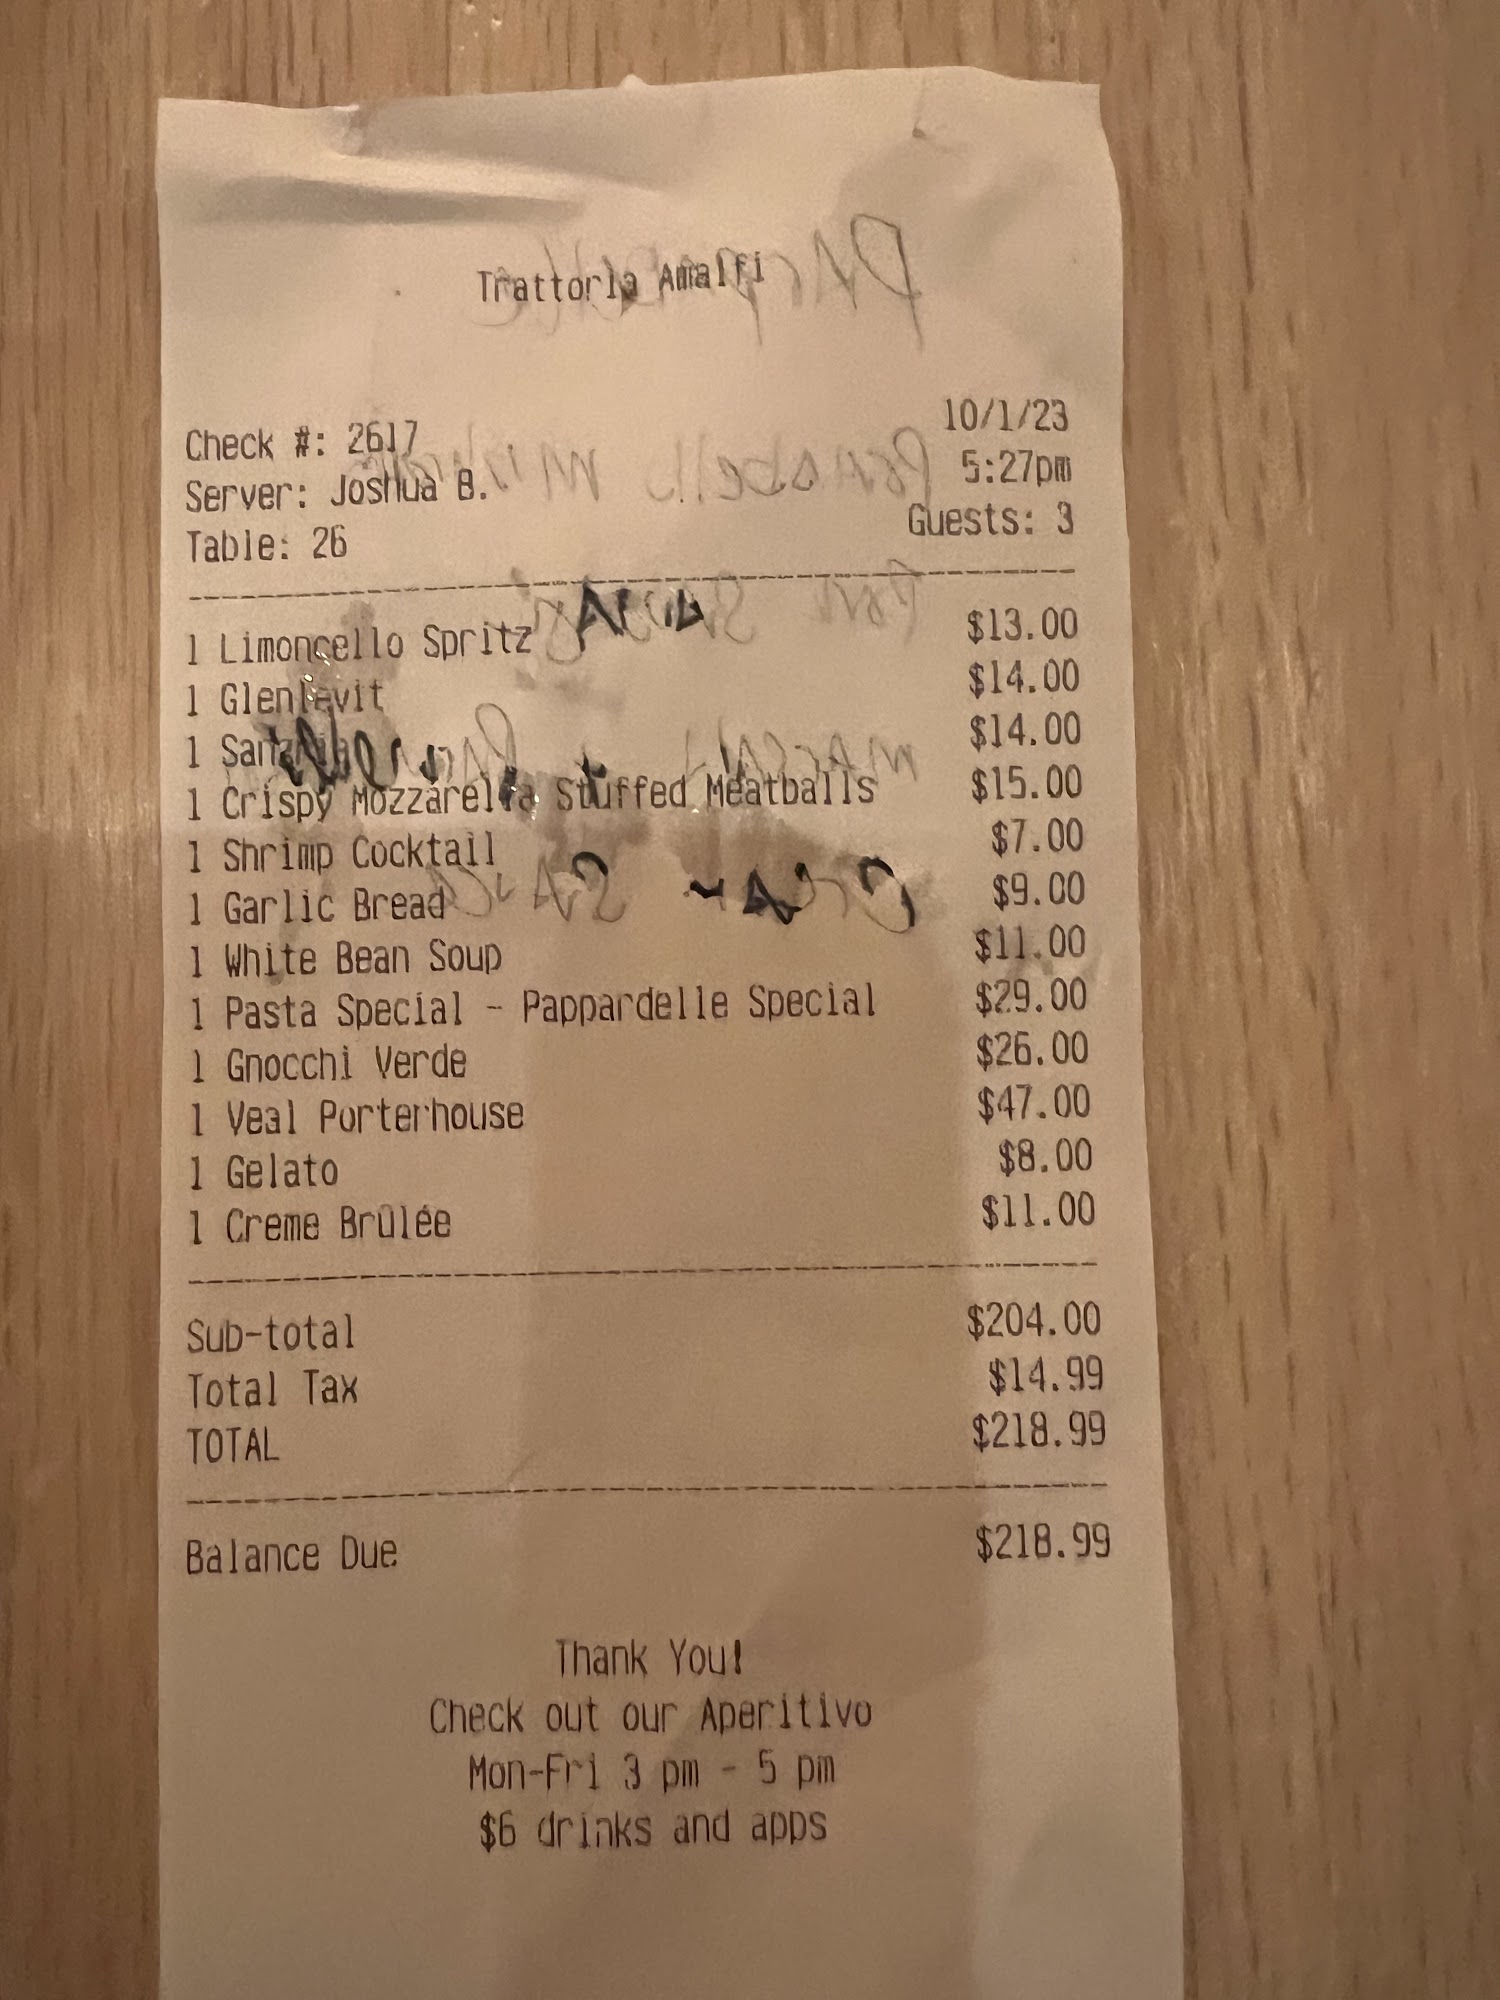 Trattoria Amalfi
Check #: 2617 10/1/23
Server: Joshua B. 5:27pm
Table: 26 Guests: 3
1 Limoncello Spritz $13.00
1 Glenlevit $14.00
1 $14.00
1 Crispy Mozzarella Stuffed Meatballs $15.00
1 Shrimp Cocktail $7.00
1 Garlic Bread $9.00
1 White Bean Soup $11.00
1 Pasta Special - Pappardelle Special $29.00
1 Gnocchi Verde $26.00
1 Veal Porterhouse $47.00
1 Gelato $8.00
1 Creme Brûlée $11.00
Sub-total $204.00
Total Tax $14.99
TOTAL $218.99
Balance Due $218.99
Thank You!
Check out our Aperitivo
Mon-Fri 3 pm - 5 pm
$6 drinks and apps